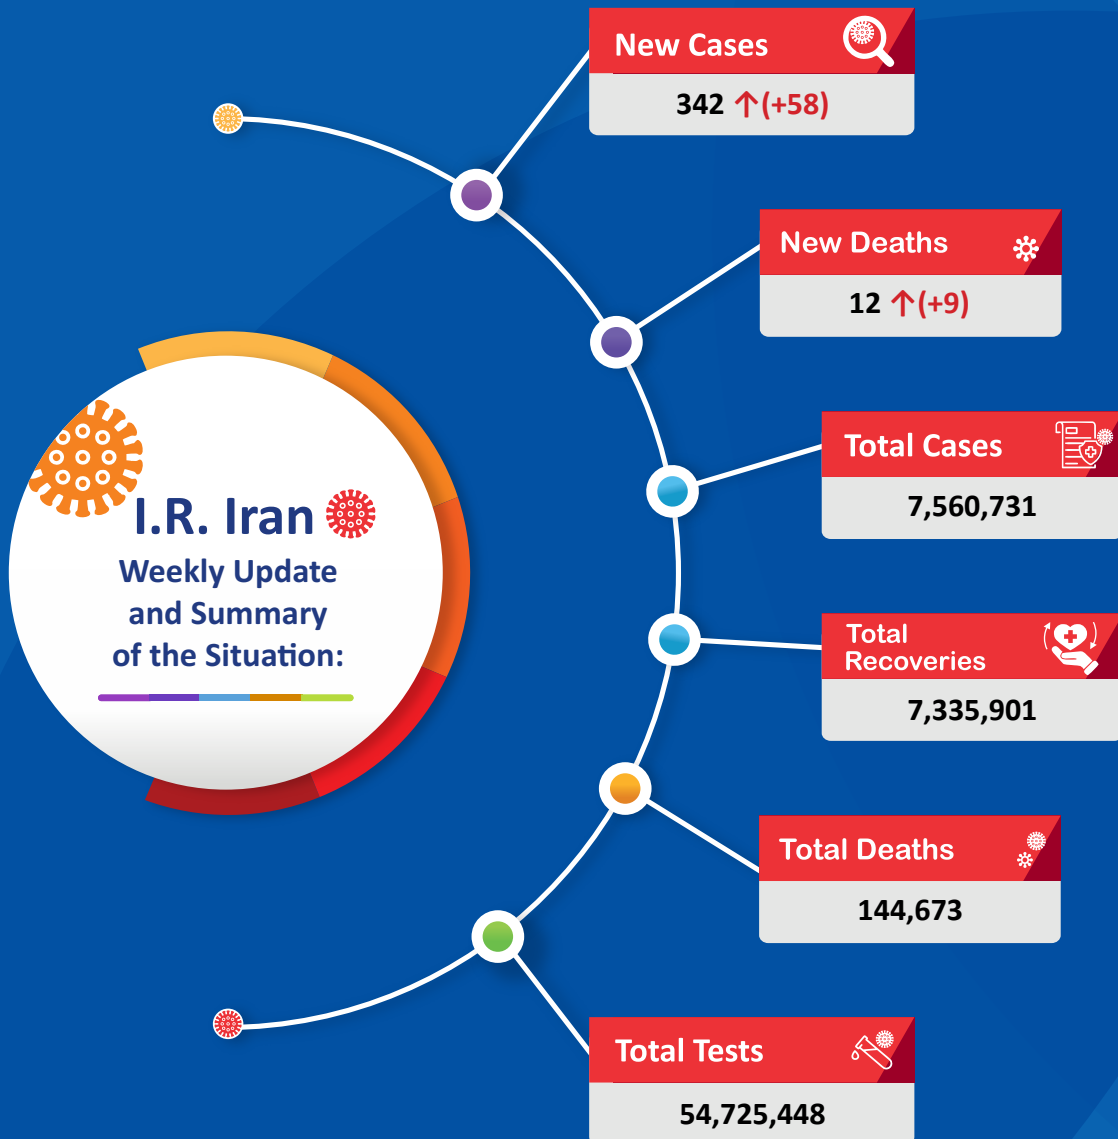 New Cases
342 ↑(+58)
New Deaths
12 ↑(+9)
I.R. Iran
Weekly Update
and Summary
of the Situation:
Total Cases
7,560,731
Total
Recoveries
7,335,901
Total Deaths
144,673
Total Tests
54,725,448